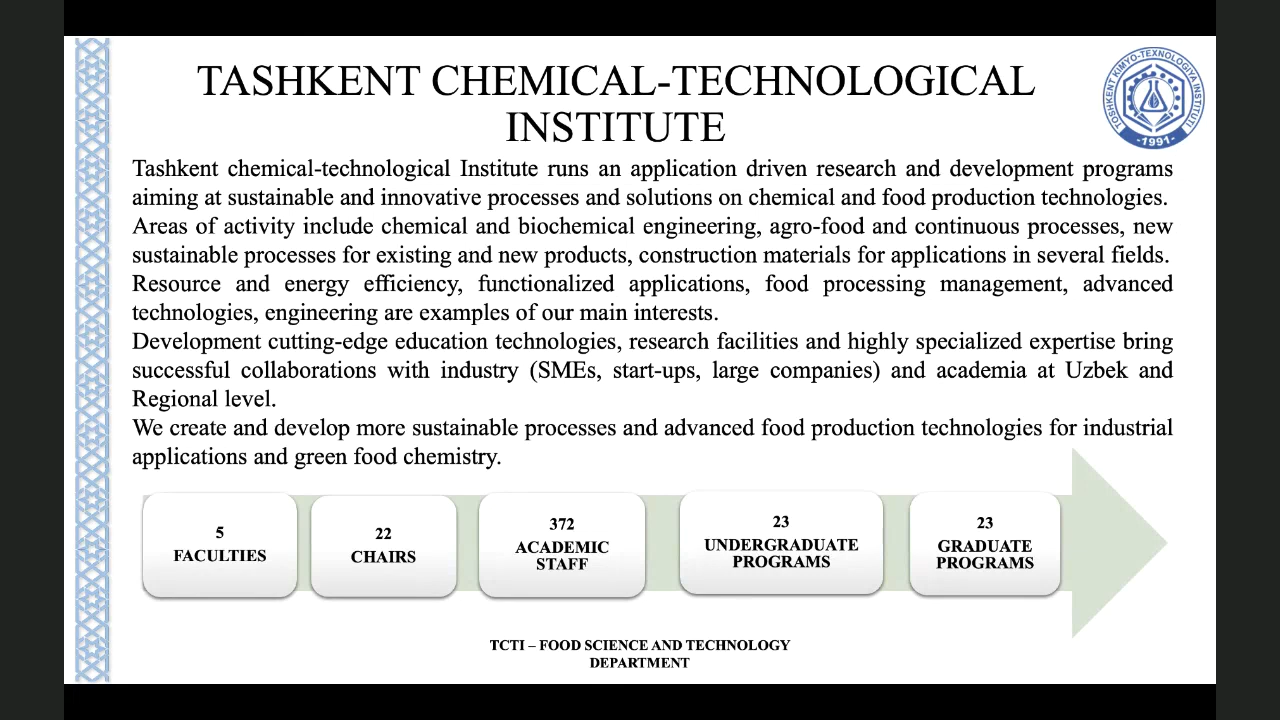 TASHKENT CHEMICAL-TECHNOLOGICAL
INSTITUTE
TOSHKENT KIMYO-TEXNOLOGIYA INSTITUTI
-1991-
Tashkent chemical-technological Institute runs an application driven research and development programs
aiming at sustainable and innovative processes and solutions on chemical and food production technologies.
Areas of activity include chemical and biochemical engineering, agro-food and continuous processes, new
sustainable processes for existing and new products, construction materials for applications in several fields.
Resource and energy efficiency, functionalized applications, food processing management, advanced
technologies, engineering are examples of our main interests.
Development cutting-edge education technologies, research facilities and highly specialized expertise bring
successful collaborations with industry (SMEs, start-ups, large companies) and academia at Uzbek and
Regional level.
We create and develop more sustainable processes and advanced food production technologies for industrial
applications and green food chemistry.
5
FACULTIES
22
CHAIRS
372
ACADEMIC
STAFF
23
UNDERGRADUATE
PROGRAMS
23
GRADUATE
PROGRAMS
TCTI – FOOD SCIENCE AND TECHNOLOGY
DEPARTMENT